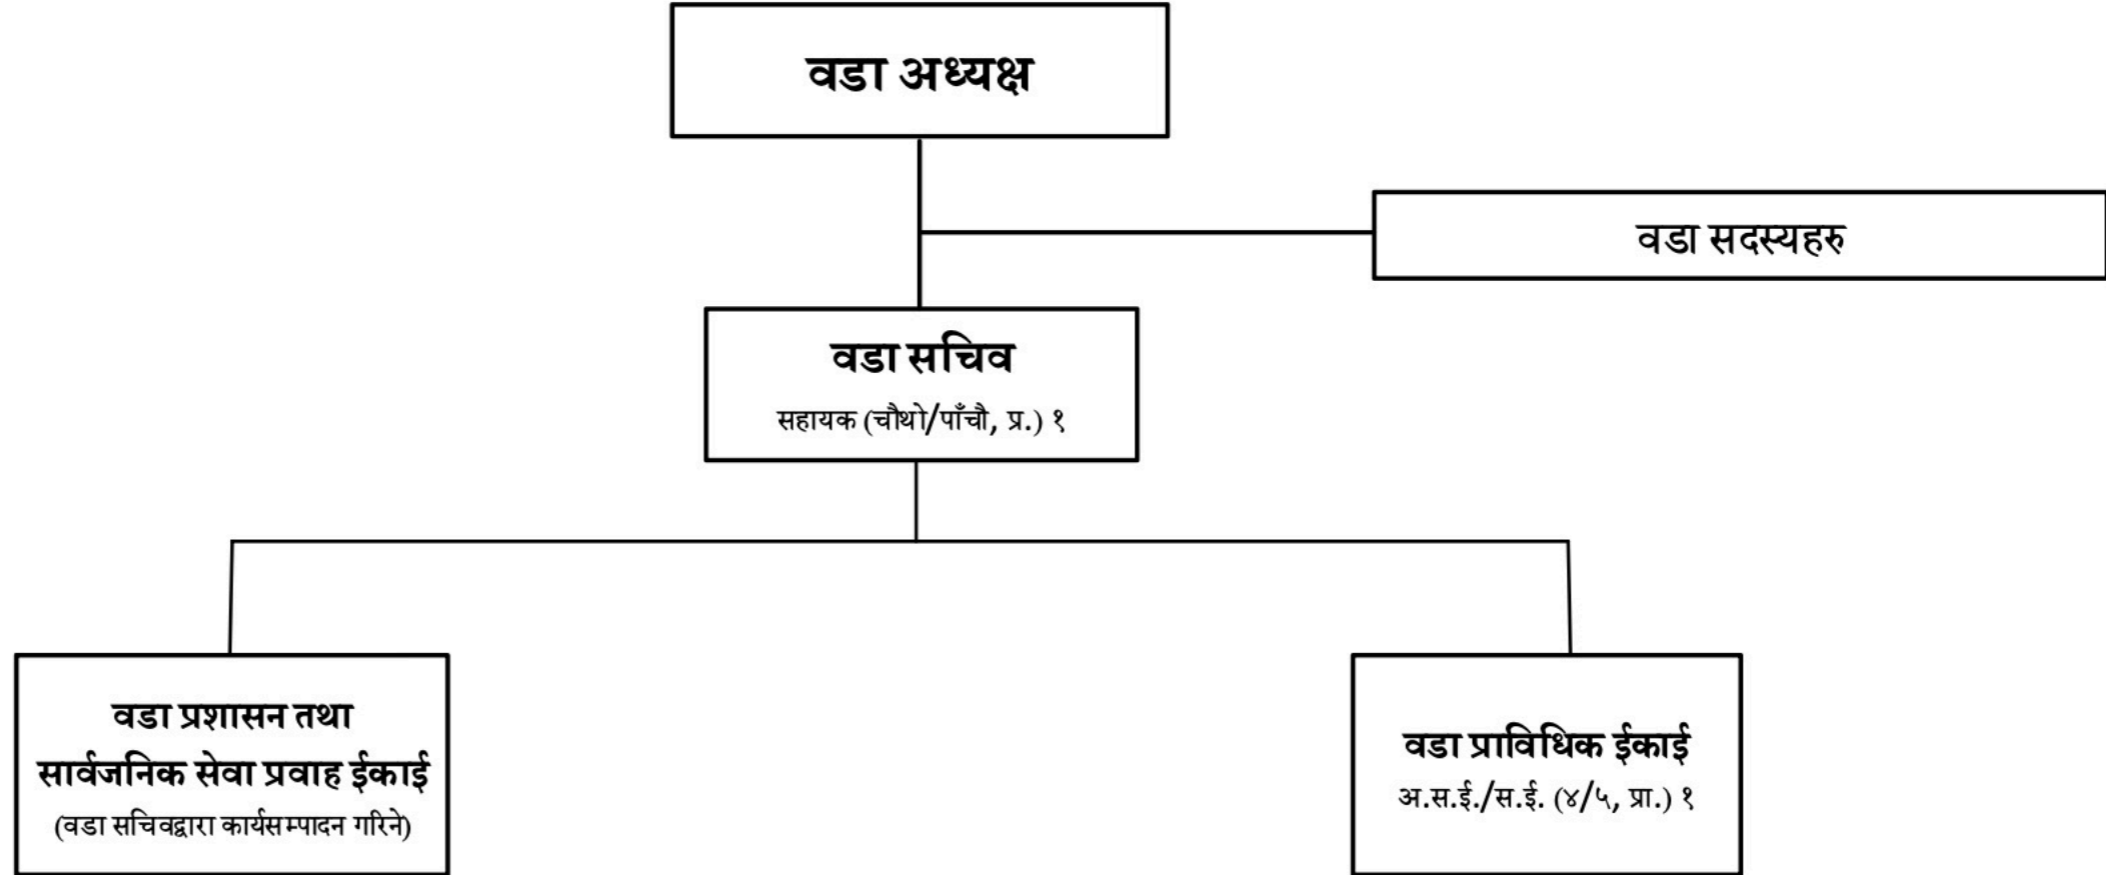 वडा अध्यक्ष
वडा सदस्यहरु
वडा सचिव
सहायक (चौथो/पाँचौ, प्र.) १
वडा प्रशासन तथा
सार्वजनिक सेवा प्रवाह ईकाई
(वडा सचिवद्वारा कार्यसम्पादन गरिने)
वडा प्राविधिक ईकाई
अ.स.ई./स.ई. (४/५, प्रा.) १